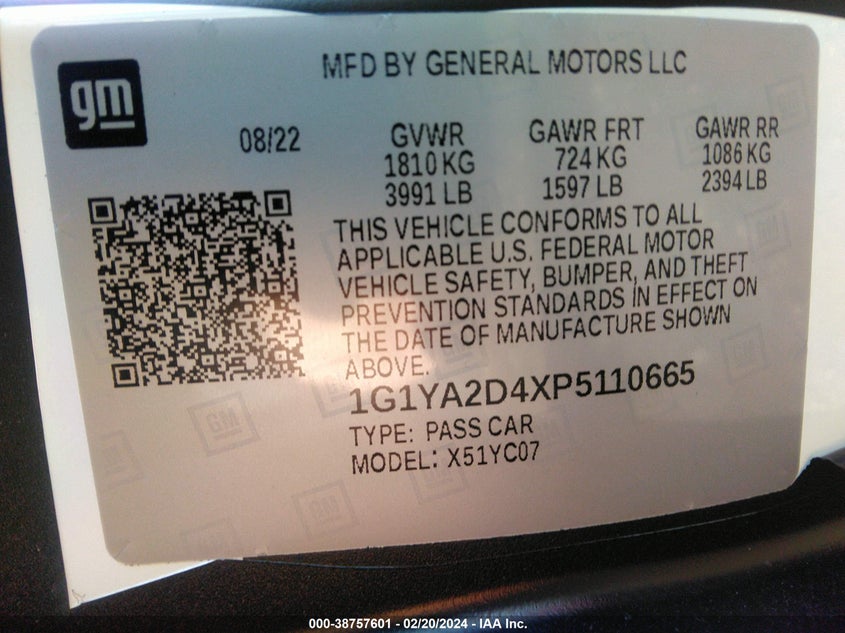 MFD BY GENERAL MOTORS LLC
gm
08/22
GVWR
1810 KG
3991 LB
GAWR FRT
724 KG
1597 LB
GAWR RR
1086 KG
2394 LB
THIS VEHICLE CONFORMS TO ALL
APPLICABLE U.S. FEDERAL MOTOR
VEHICLE SAFETY, BUMPER, AND THEFT
PREVENTION STANDARDS IN EFFECT ON
THE DATE OF MANUFACTURE SHOWN
ABOVE.
1G1YA2D4XP5110665
TYPE: PASS CAR
MODEL: X51YC07
GM
GM
000-38757601 - 02/20/2024 - IAA Inc.